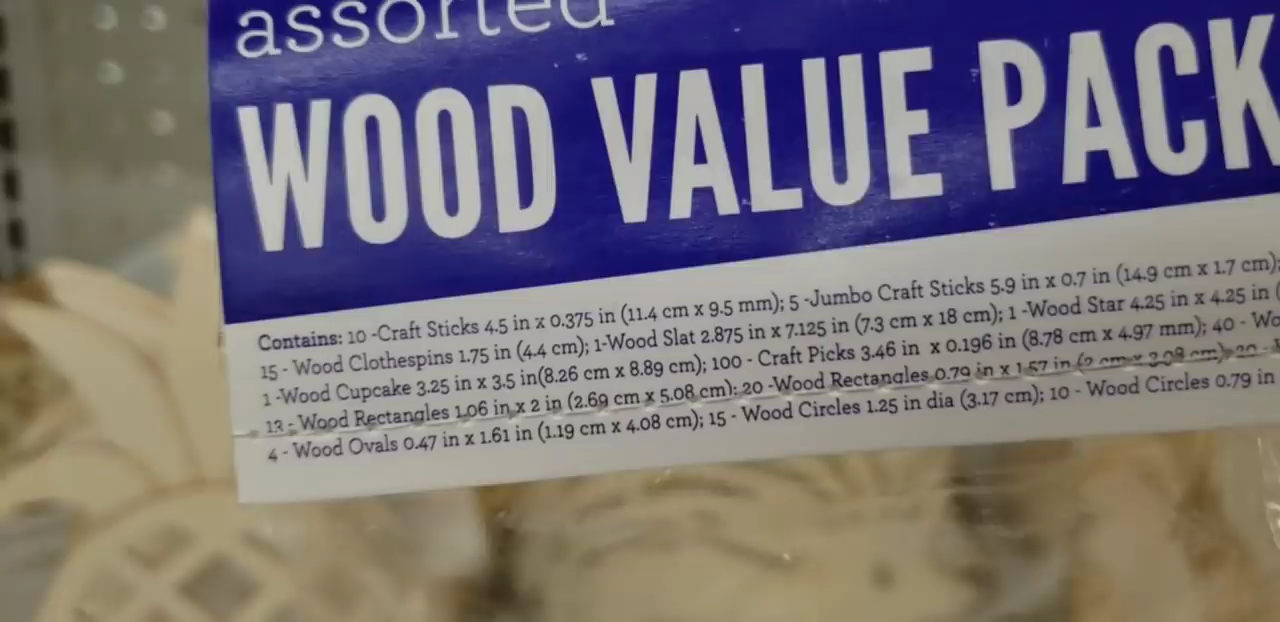 assorted
WOOD VALUE PACK
Contains: 10 -Craft Sticks 4.5 in x 0.375 in (11.4 cm x 9.5 mm); 5 -Jumbo Craft Sticks 5.9 in x 0.7 in (14.9 cm x 1.7 cm);
15 - Wood Clothespins 1.75 in (4.4 cm); 1-Wood Slat 2.875 in x 7.125 in (7.3 cm x 18 cm); 1 -Wood Star 4.25 in x 4.25 in (
1 -Wood Cupcake 3.25 in x 3.5 in(8.26 cm x 8.89 cm); 100 - Craft Picks 3.46 in x 0.196 in (8.78 cm x 4.97 mm); 40 -
Wood Rectangles 1.06 in x 2 in (2.69 cm x 5.08 cm); 20 -Wood Rectangles 0.79 in x 1.57 in
4 - Wood Ovals 0.47 in x 1.61 in (1.19 cm x 4.08 cm); 15 - Wood Circles 1.25 in dia (3.17 cm); 10 - Wood Circles 0.79 in